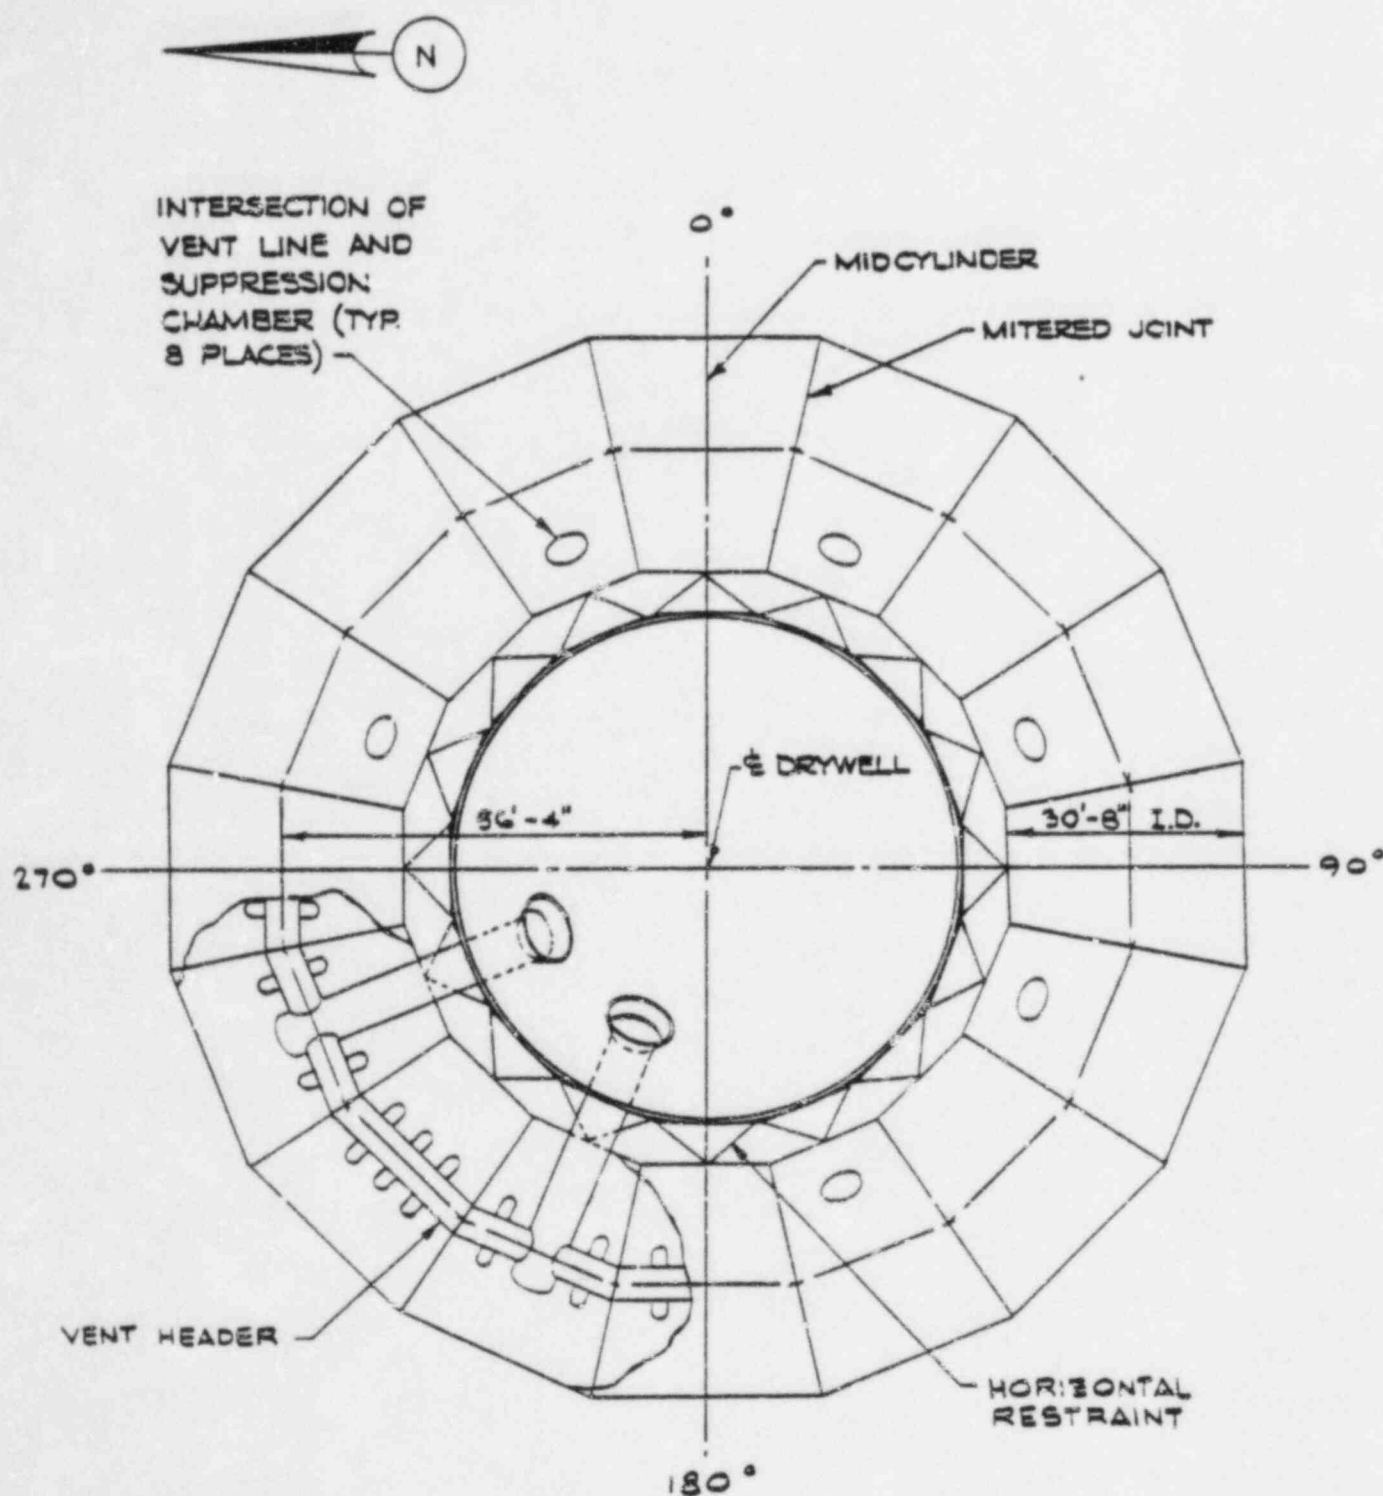 N
INTERSECTION OF
VENT LINE AND
SUPPRESSION
CHAMBER (TYP.
8 PLACES)
0°
MIDCYLINDER
MITERED JOINT
℄ DRYWELL
56'-4"
30'-8" I.D.
270°
90°
VENT HEADER
HORIZONTAL
RESTRAINT
180°